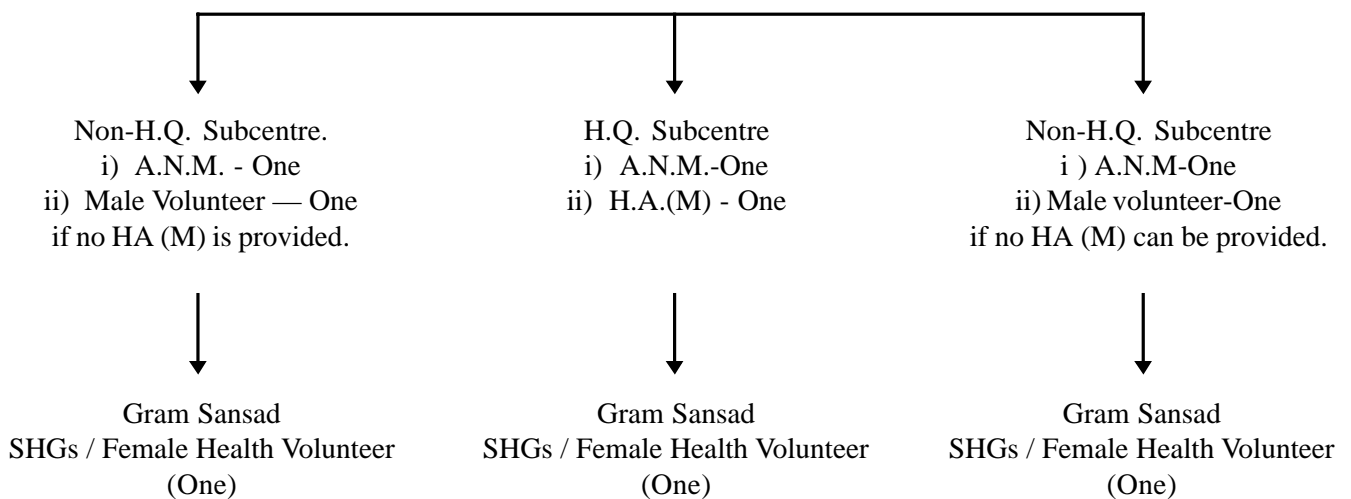 Non-H.Q. Subcentre.
i) A.N.M. - One
ii) Male Volunteer — One
if no HA (M) is provided.
H.Q. Subcentre
i) A.N.M.-One
ii) H.A.(M) - One
Non-H.Q. Subcentre
i ) A.N.M-One
ii) Male volunteer-One
if no HA (M) can be provided.
Gram Sansad
SHGs / Female Health Volunteer
(One)
Gram Sansad
SHGs / Female Health Volunteer
(One)
Gram Sansad
SHGs / Female Health Volunteer
(One)